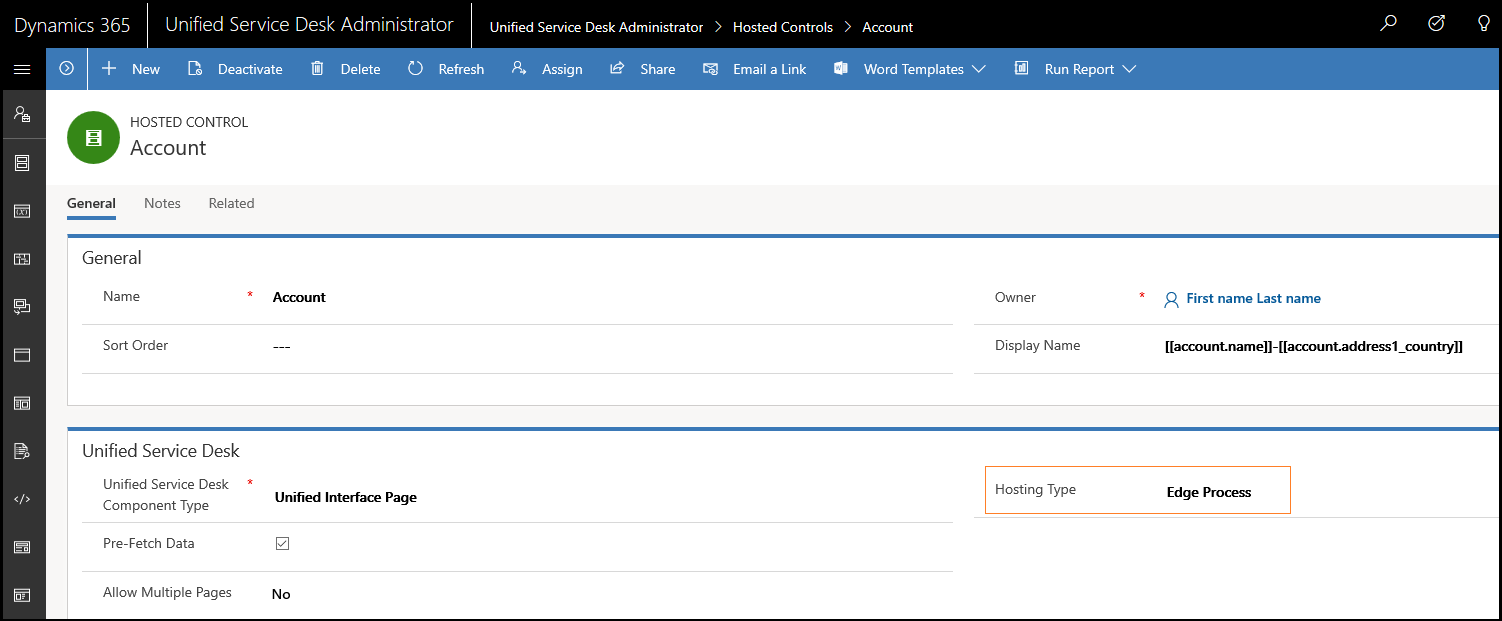 Dynamics 365 Unified Service Desk Administrator Unified Service Desk Administrator > Hosted Controls > Account
New Deactivate Delete Refresh Assign Share Email a Link Word Templates Run Report
HOSTED CONTROL
Account
General Notes Related
General
Name * Account
Owner * First name Last name
Sort Order ---
Display Name [[account.name]]-[[account.address1_country]]
Unified Service Desk
Unified Service Desk *
Component Type
Unified Interface Page
Hosting Type Edge Process
Pre-Fetch Data
Allow Multiple Pages No